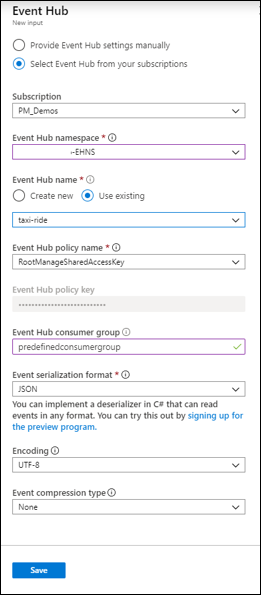 Event Hub
New input
Provide Event Hub settings manually
Select Event Hub from your subscriptions
Subscription
PM_Demos
Event Hub namespace *
--EHNS
Event Hub name *
Create new Use existing
taxi-ride
Event Hub policy name *
RootManageSharedAccessKey
Event Hub policy key
Event Hub consumer group
predefinedconsumergroup
Event serialization format *
JSON
You can implement a deserializer in C# that can read
events in any format. You can try this out by signing up for
the preview program.
Encoding
UTF-8
Event compression type
None
Save